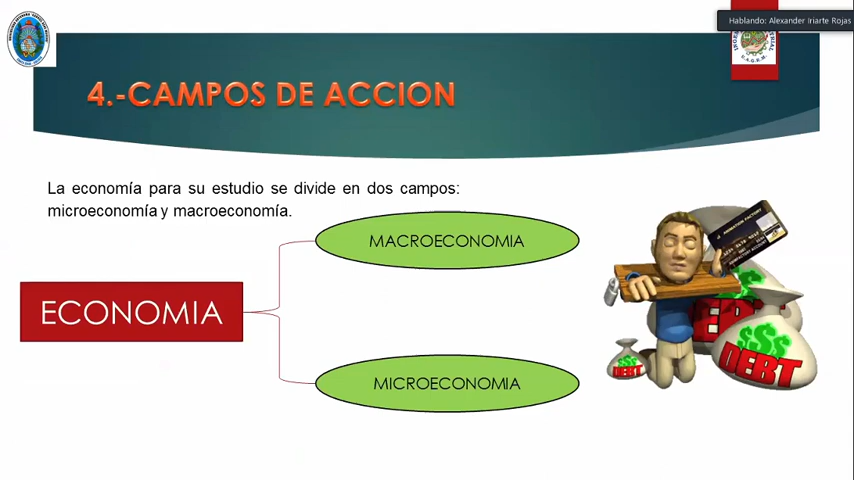 Hablando: Alexander Iriarte Rojas
4.-CAMPOS DE ACCION
U.A.G.R.M.
La economía para su estudio se divide en dos campos:
microeconomía y macroeconomía.
MACROECONOMIA
ECONOMIA
MICROECONOMIA
DEBT
DEBT